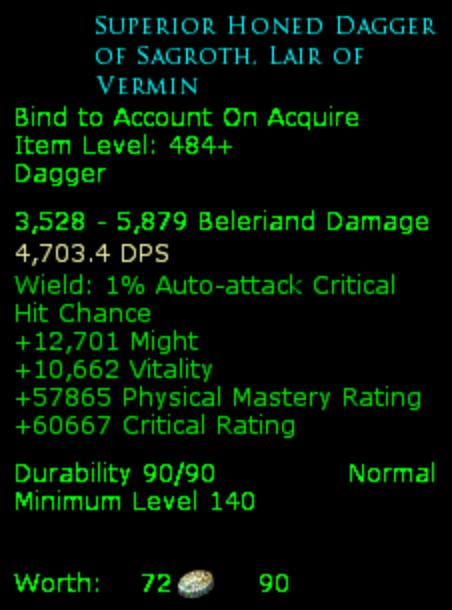 Superior Honed Dagger
of Sagroth, Lair of
Vermin
Bind to Account On Acquire
Item Level: 484+
Dagger
3,528 - 5,879 Beleriand Damage
4,703.4 DPS
Wield: 1% Auto-attack Critical
Hit Chance
+12,701 Might
+10,662 Vitality
+57865 Physical Mastery Rating
+60667 Critical Rating
Durability 90/90 Normal
Minimum Level 140
Worth: 72 90